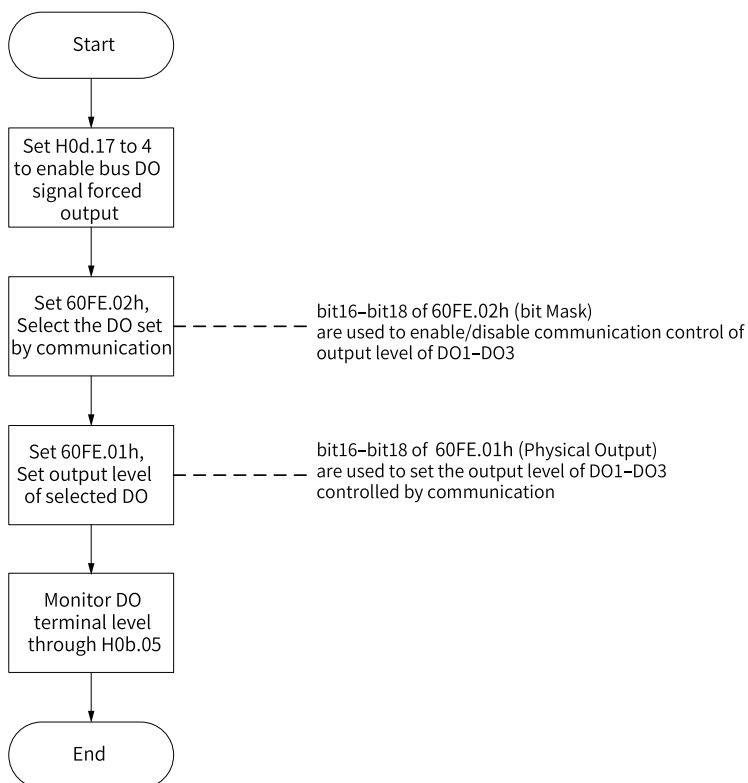 Start
Set H0d.17 to 4
to enable bus DO
signal forced
output
Set 60FE.02h,
Select the DO set
by communication
bit16–bit18 of 60FE.02h (bit Mask)
are used to enable/disable communication control of
output level of DO1–DO3
Set 60FE.01h,
Set output level
of selected DO
bit16–bit18 of 60FE.01h (Physical Output)
are used to set the output level of DO1–DO3
controlled by communication
Monitor DO
terminal level
through H0b.05
End